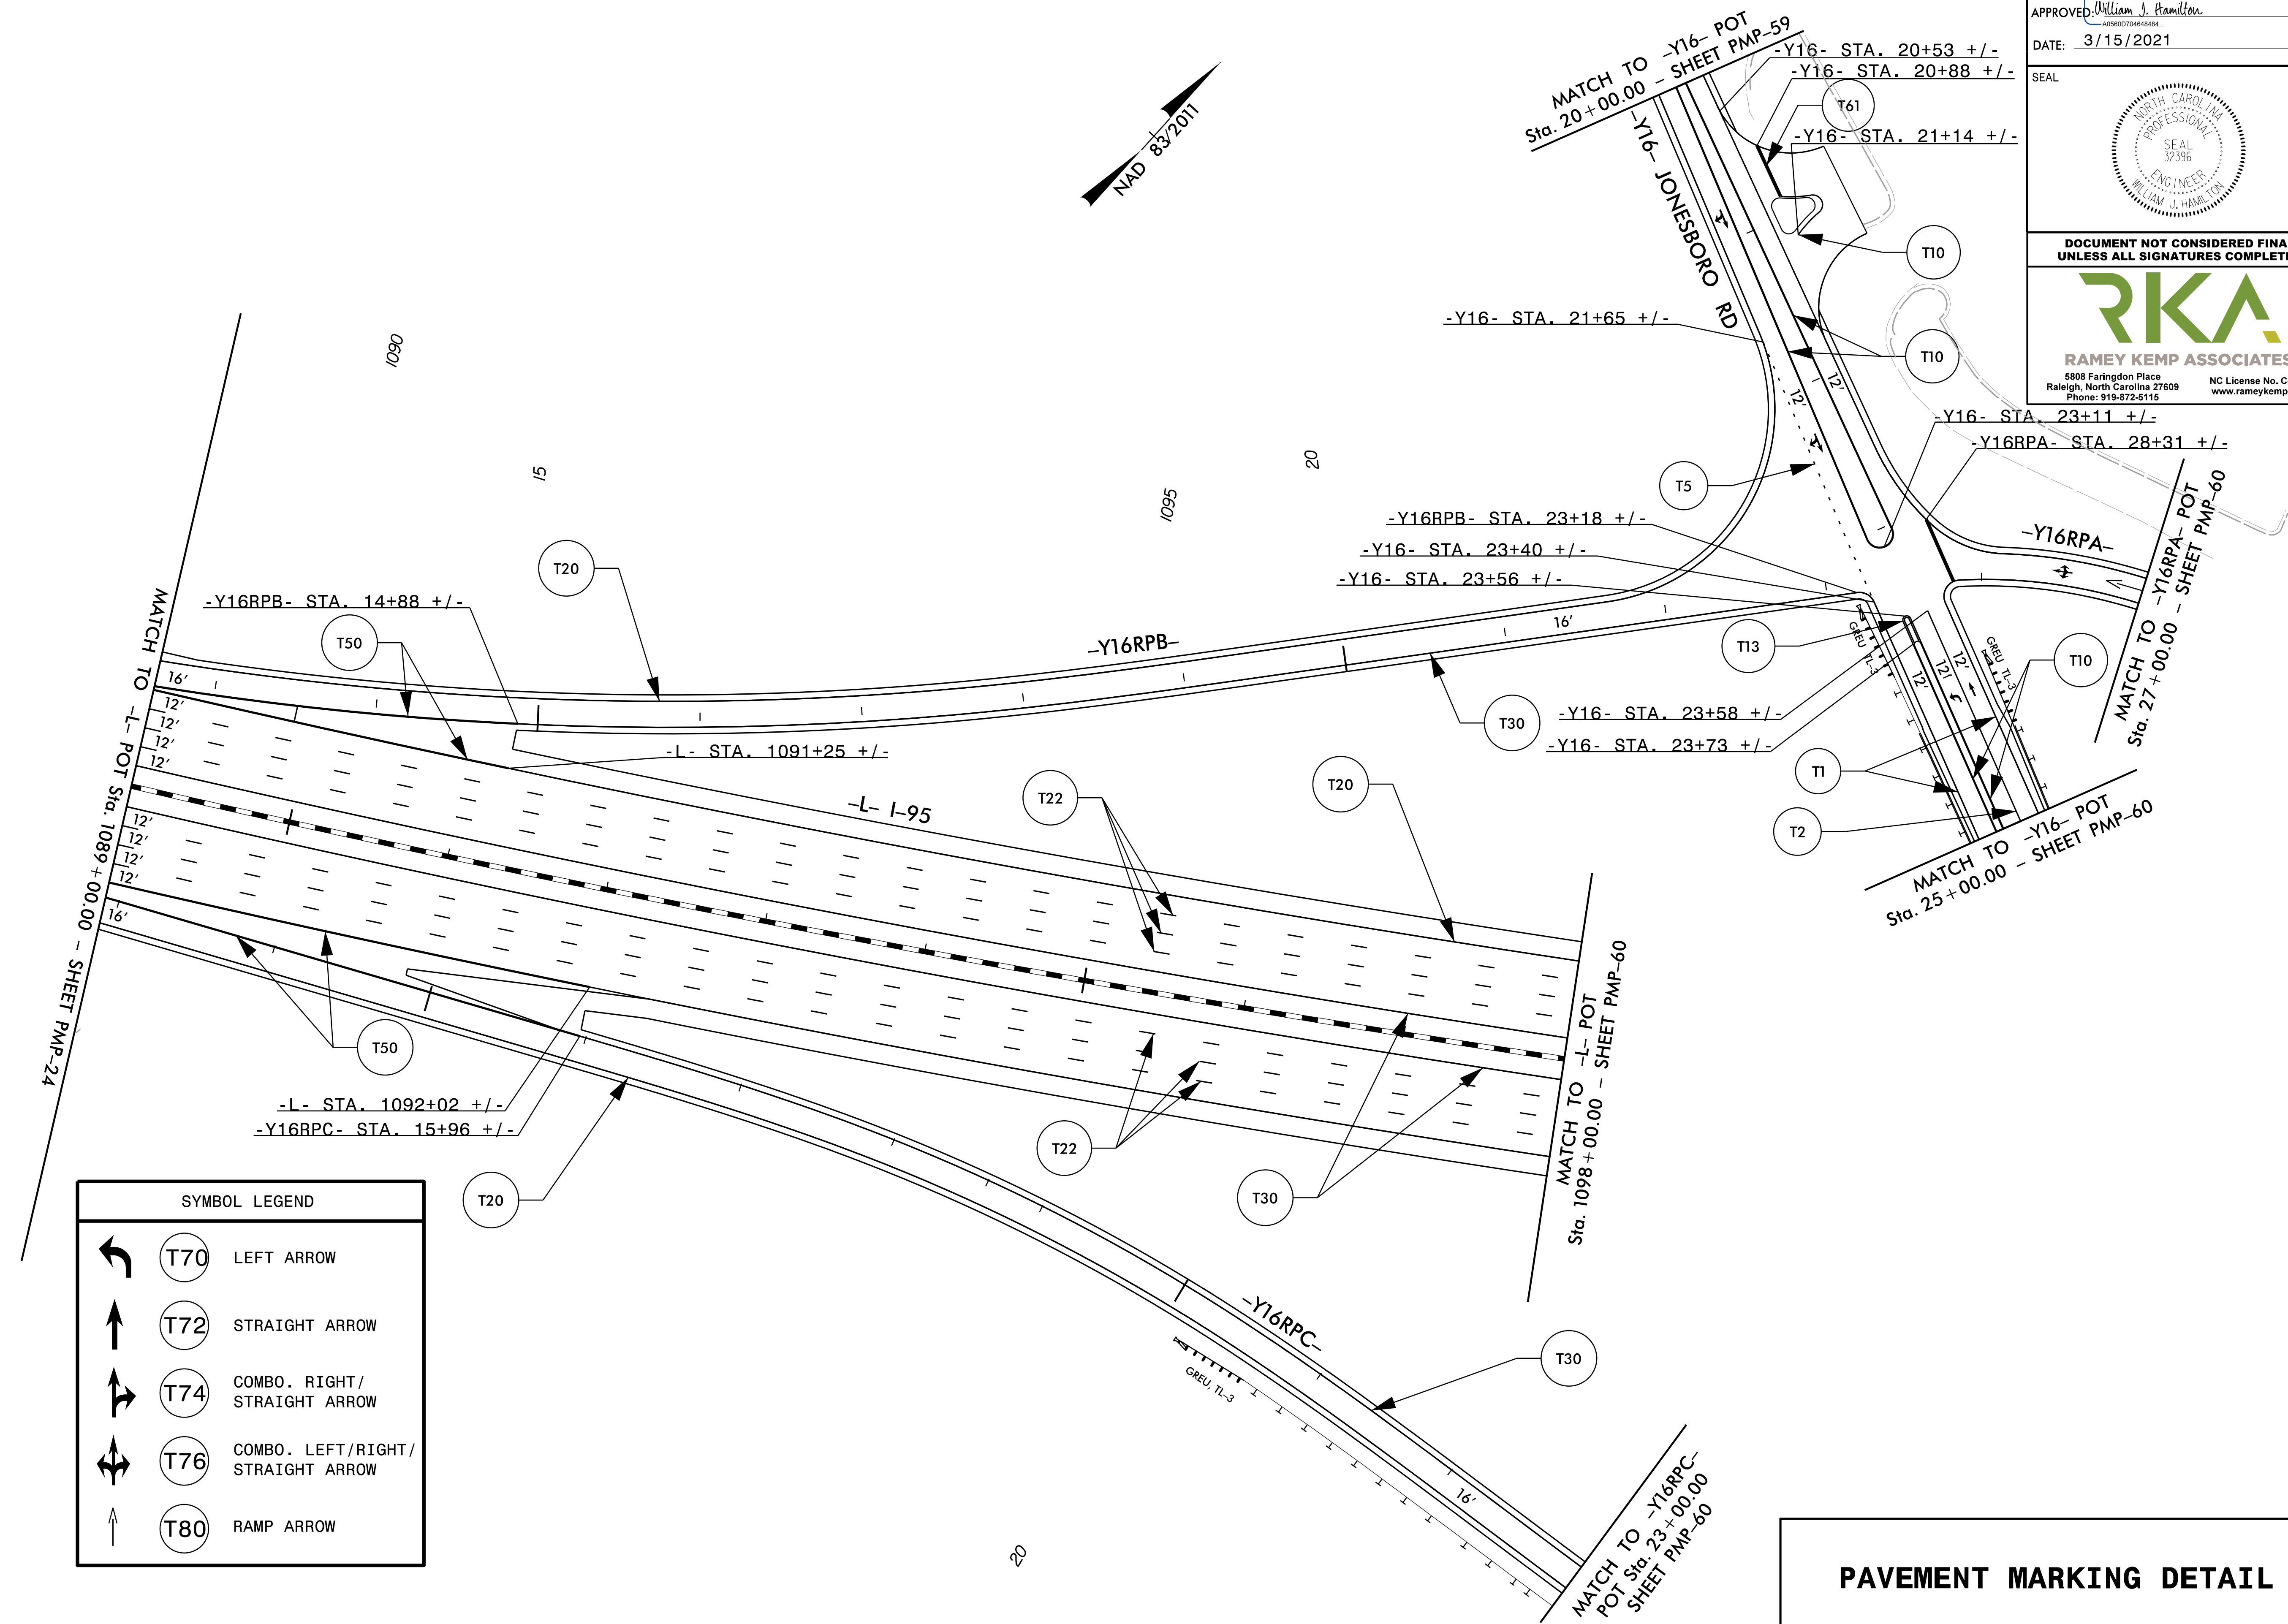 APPROVED: William J. Hamilton
A0560D704648484...
DATE: 3/15/2021
SEAL
NORTH CAROLINA
PROFESSIONAL
SEAL
32396
ENGINEER
WILLIAM J. HAMILTON
DOCUMENT NOT CONSIDERED FINA
UNLESS ALL SIGNATURES COMPLET
RKA
RAMEY KEMP ASSOCIATES
5808 Faringdon Place
Raleigh, North Carolina 27609
Phone: 919-872-5115
NC License No. C
www.rameykemp
NAD 83/2011
MATCH TO -Y16- POT
Sta. 20+00.00 - SHEET PMP-59
-Y16- STA. 20+53 +/-
-Y16- STA. 20+88 +/-
T61
-Y16- STA. 21+14 +/-
-Y16- JONESBORO RD
T10
-Y16- STA. 21+65 +/-
T10
12'
12'
-Y16- STA. 23+11 +/-
-Y16RPA- STA. 28+31 +/-
T5
-Y16RPB- STA. 23+18 +/-
-Y16- STA. 23+40 +/-
-Y16- STA. 23+56 +/-
-Y16RPA-
MATCH TO -Y16RPA- POT
Sta. 27+00.00 - SHEET PMP-60
GREU TL-3
GREU TL-3
T13
12'
12'
12'
T10
-Y16- STA. 23+58 +/-
-Y16- STA. 23+73 +/-
T1
T2
MATCH TO -Y16- POT
Sta. 25+00.00 - SHEET PMP-60
1090
15
1095
20
T20
-Y16RPB- STA. 14+88 +/-
T50
-Y16RPB-
16'
T30
16'
12'
12'
12'
12'
MATCH TO -L- POT Sta. 1089+00.00 - SHEET PMP-24
-L- STA. 1091+25 +/-
-L- I-95
T22
T20
12'
12'
12'
12'
16'
T50
-L- STA. 1092+02 +/-
-Y16RPC- STA. 15+96 +/-
T20
T22
T30
MATCH TO -L- POT
Sta. 1098+00.00 - SHEET PMP-60
-Y16RPC-
T30
GREU, TL-3
16'
20
MATCH TO -Y16RPC-
POT Sta. 23+00.00
SHEET PMP-60
SYMBOL LEGEND
T70 LEFT ARROW
T72 STRAIGHT ARROW
T74 COMBO. RIGHT/
STRAIGHT ARROW
T76 COMBO. LEFT/RIGHT/
STRAIGHT ARROW
T80 RAMP ARROW
PAVEMENT MARKING DETAIL